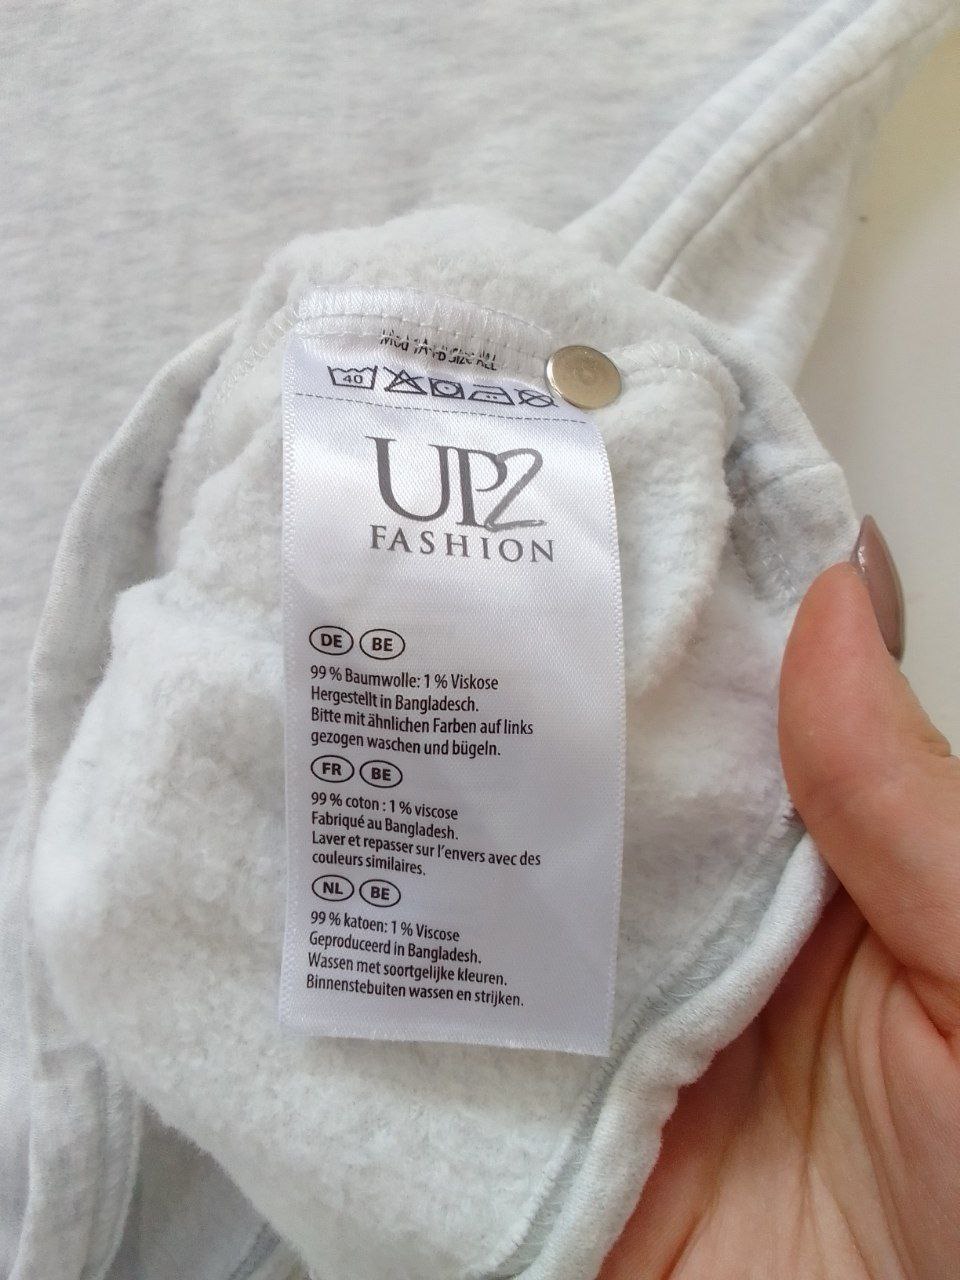 40
UP2
FASHION
DE BE
99 % Baumwolle: 1 % Viskose
Hergestellt in Bangladesch.
Bitte mit ähnlichen Farben auf links
gezogen waschen und bügeln.
FR BE
99 % coton : 1 % viscose
Fabriqué au Bangladesh.
Laver et repasser sur l'envers avec des
couleurs similaires.
NL BE
99 % katoen: 1 % Viscose
Geproduceerd in Bangladesh.
Wassen met soortgelijke kleuren.
Binnenstebuiten wassen en strijken.